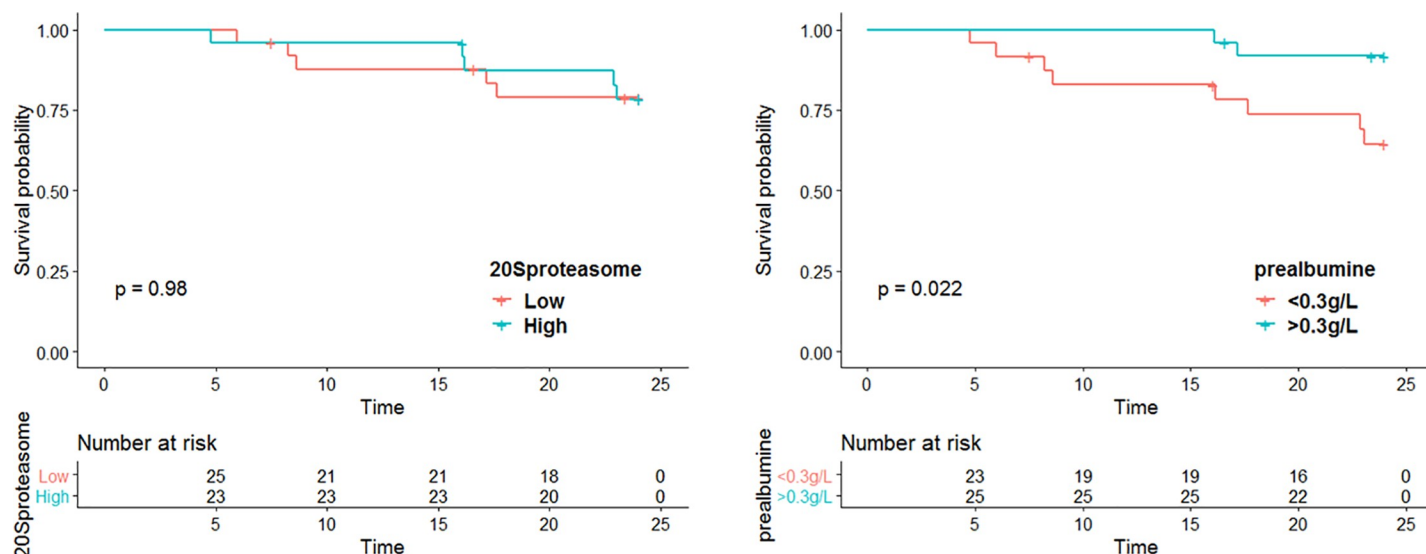 1.00
0.75
0.50
0.25
0.00
Survival probability
p = 0.98
20Sproteasome
Low
High
0 5 10 15 20 25
Time
Number at risk
20Sproteasome
Low 25 21 21 18 0
High 23 23 23 20 0
5 10 15 20 25
Time
1.00
0.75
0.50
0.25
0.00
Survival probability
p = 0.022
prealbumine
<0.3g/L
>0.3g/L
0 5 10 15 20 25
Time
Number at risk
prealbumine
<0.3g/L 23 19 19 16 0
>0.3g/L 25 25 25 22 0
5 10 15 20 25
Time